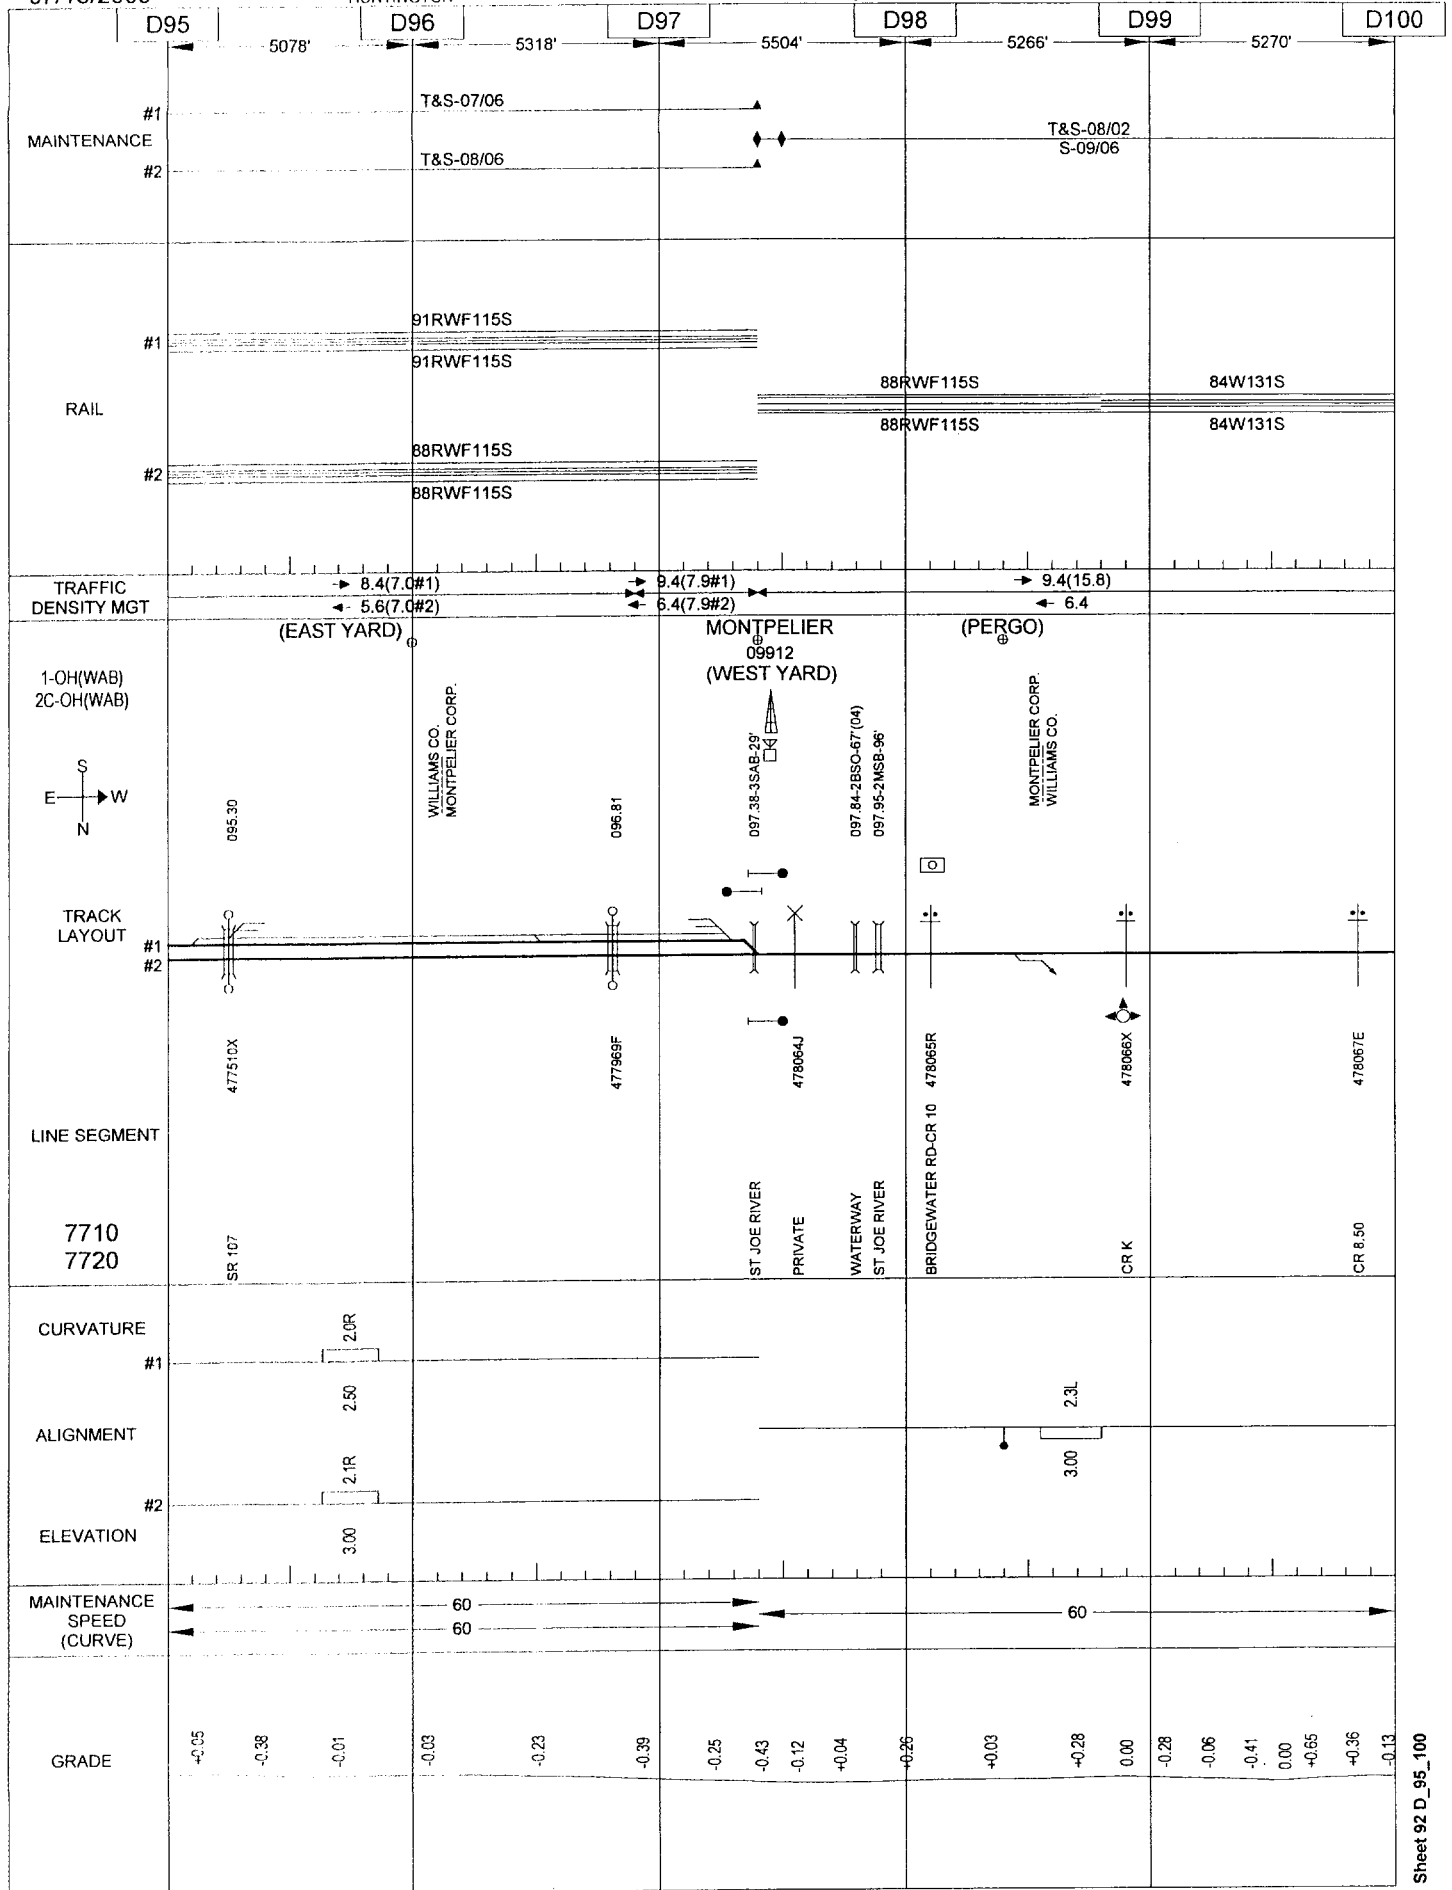 D95 D96 D97 D98 D99 D100
5078' 5318' 5504' 5266' 5270'
MAINTENANCE
#1
#2
T&S-07/06
T&S-08/06
T&S-08/02
S-09/06
RAIL
#1
#2
91RWF115S
91RWF115S
88RWF115S
88RWF115S
88RWF115S
88RWF115S
84W131S
84W131S
TRAFFIC
DENSITY MGT
8.4(7.0#1)
5.6(7.0#2)
9.4(7.9#1)
6.4(7.9#2)
9.4(15.8)
6.4
(EAST YARD)
MONTPELIER
09912
(WEST YARD)
(PERGO)
1-OH(WAB)
2C-OH(WAB)
S
E W
N
WILLIAMS CO.
MONTPELIER CORP.
MONTPELIER CORP.
WILLIAMS CO.
095.30
096.81
097.38-3SAB-29'
097.84-2BSO-67'(04)
097.95-2MSB-96'
TRACK
LAYOUT
#1
#2
477510X
477969F
478064J
478065R
478066X
478067E
LINE SEGMENT
7710
7720
SR 107
ST JOE RIVER
PRIVATE
WATERWAY
ST JOE RIVER
BRIDGEWATER RD-CR 10
CR K
CR 8.50
CURVATURE
#1
2.0R
2.50
ALIGNMENT
2.3L
3.00
2.1R
#2
ELEVATION
3.00
MAINTENANCE
SPEED
(CURVE)
60
60
60
GRADE
+0.05 -0.38 -0.01 -0.03 -0.23 -0.39 -0.25 -0.43 -0.12 +0.04 +0.26 +0.03 +0.28 0.00 -0.28 -0.06 -0.41 0.00 +0.65 +0.36 -0.13
Sheet 92 D_95_100